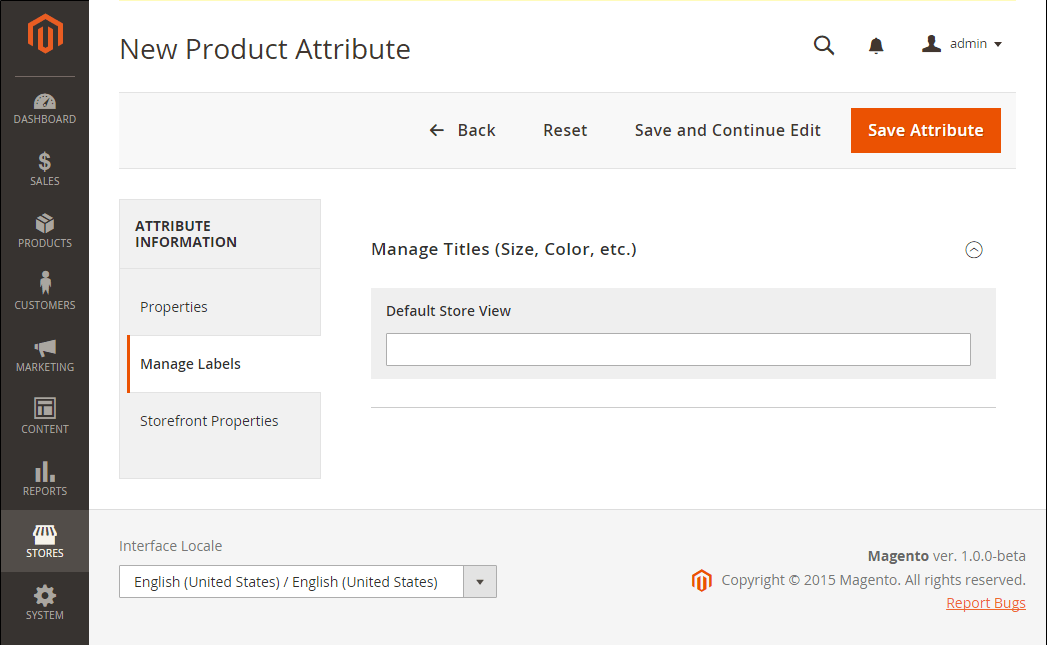 New Product Attribute
admin
Back
Reset
Save and Continue Edit
Save Attribute
DASHBOARD
SALES
PRODUCTS
CUSTOMERS
MARKETING
CONTENT
REPORTS
STORES
SYSTEM
ATTRIBUTE
INFORMATION
Properties
Manage Labels
Storefront Properties
Manage Titles (Size, Color, etc.)
Default Store View
Interface Locale
English (United States) / English (United States)
Magento ver. 1.0.0-beta
Copyright © 2015 Magento. All rights reserved.
Report Bugs